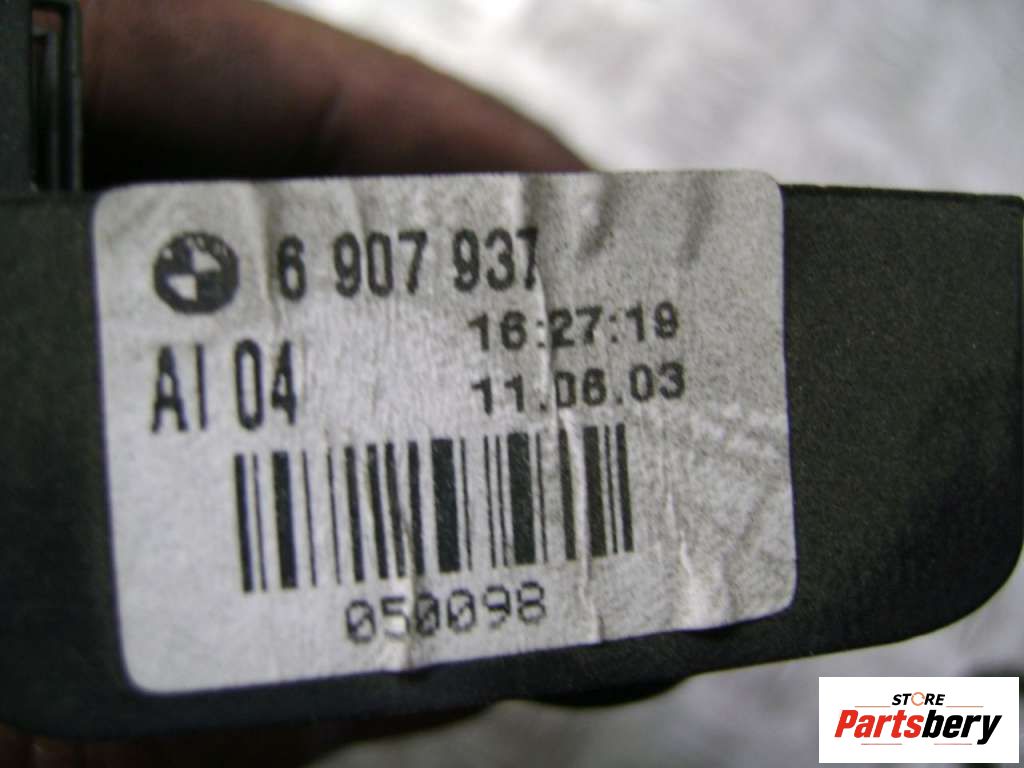 6 907 937
16:27:19
AI 04
11.06.03
050098
STORE
Partsbery